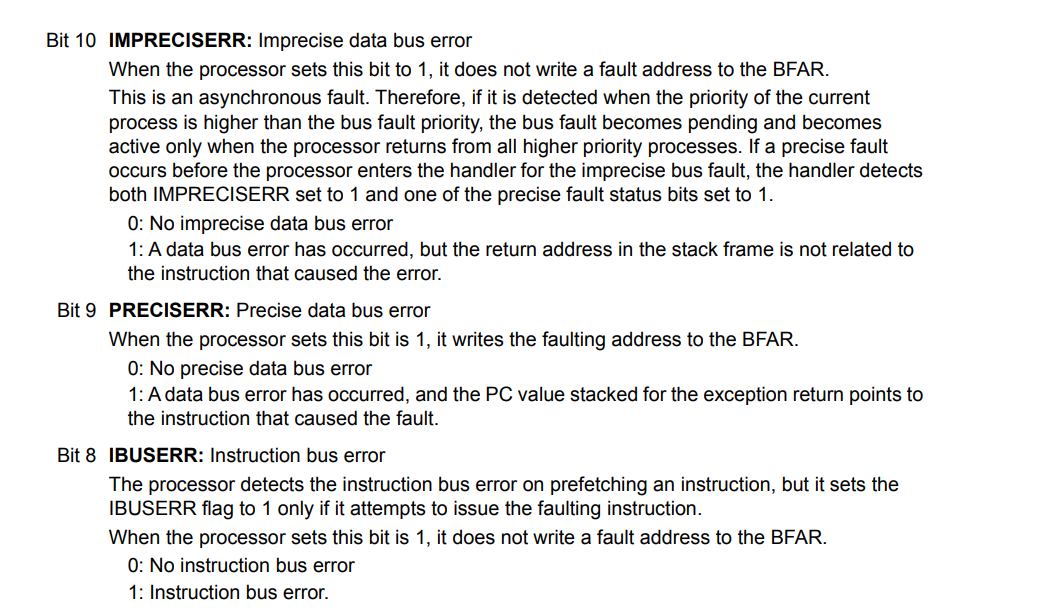 Bit 10 IMPRECISERR: Imprecise data bus error
When the processor sets this bit to 1, it does not write a fault address to the BFAR.
This is an asynchronous fault. Therefore, if it is detected when the priority of the current
process is higher than the bus fault priority, the bus fault becomes pending and becomes
active only when the processor returns from all higher priority processes. If a precise fault
occurs before the processor enters the handler for the imprecise bus fault, the handler detects
both IMPRECISERR set to 1 and one of the precise fault status bits set to 1.
0: No imprecise data bus error
1: A data bus error has occurred, but the return address in the stack frame is not related to
the instruction that caused the error.
Bit 9 PRECISERR: Precise data bus error
When the processor sets this bit is 1, it writes the faulting address to the BFAR.
0: No precise data bus error
1: A data bus error has occurred, and the PC value stacked for the exception return points to
the instruction that caused the fault.
Bit 8 IBUSERR: Instruction bus error
The processor detects the instruction bus error on prefetching an instruction, but it sets the
IBUSERR flag to 1 only if it attempts to issue the faulting instruction.
When the processor sets this bit is 1, it does not write a fault address to the BFAR.
0: No instruction bus error
1: Instruction bus error.